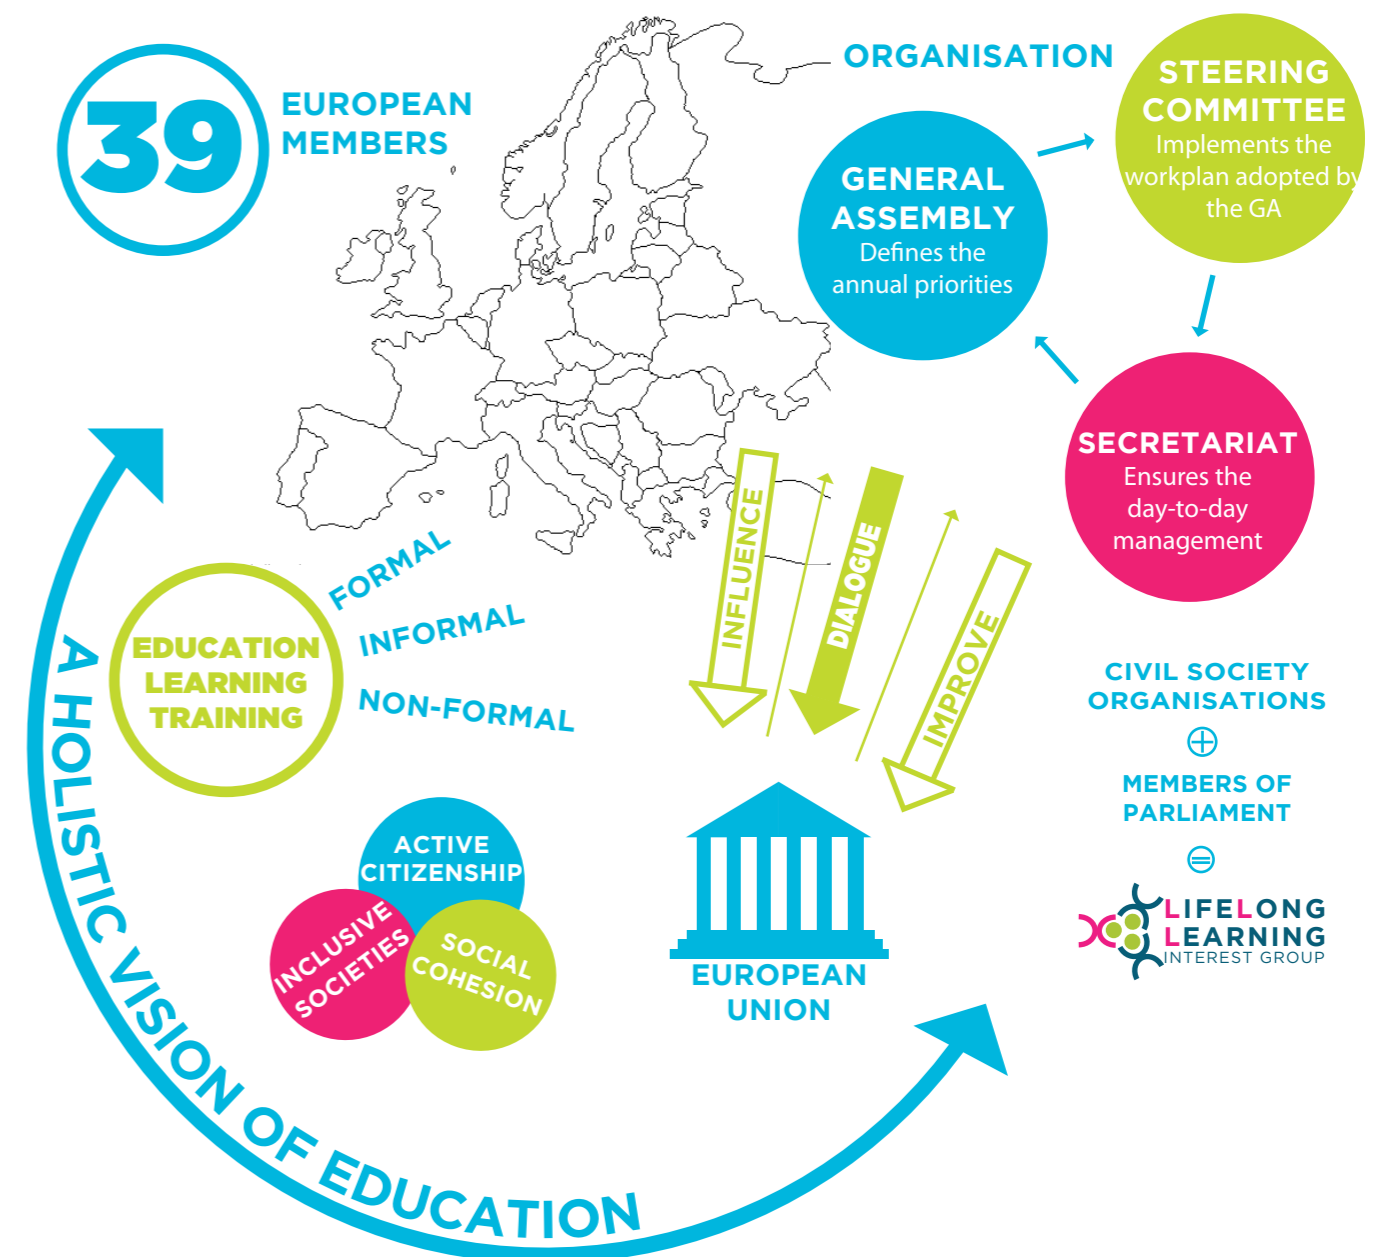 39
EUROPEAN
MEMBERS
ORGANISATION
STEERING
COMMITTEE
Implements the
workplan adopted by
the GA
GENERAL
ASSEMBLY
Defines the
annual priorities
SECRETARIAT
Ensures the
day-to-day
management
INFLUENCE
DIALOGUE
IMPROVE
FORMAL
INFORMAL
NON-FORMAL
EDUCATION
LEARNING
TRAINING
ACTIVE
CITIZENSHIP
INCLUSIVE
SOCIETIES
SOCIAL
COHESION
EUROPEAN
UNION
CIVIL SOCIETY
ORGANISATIONS
+
MEMBERS OF
PARLIAMENT
=
LIFELONG
LEARNING
INTEREST GROUP
A HOLISTIC VISION OF EDUCATION